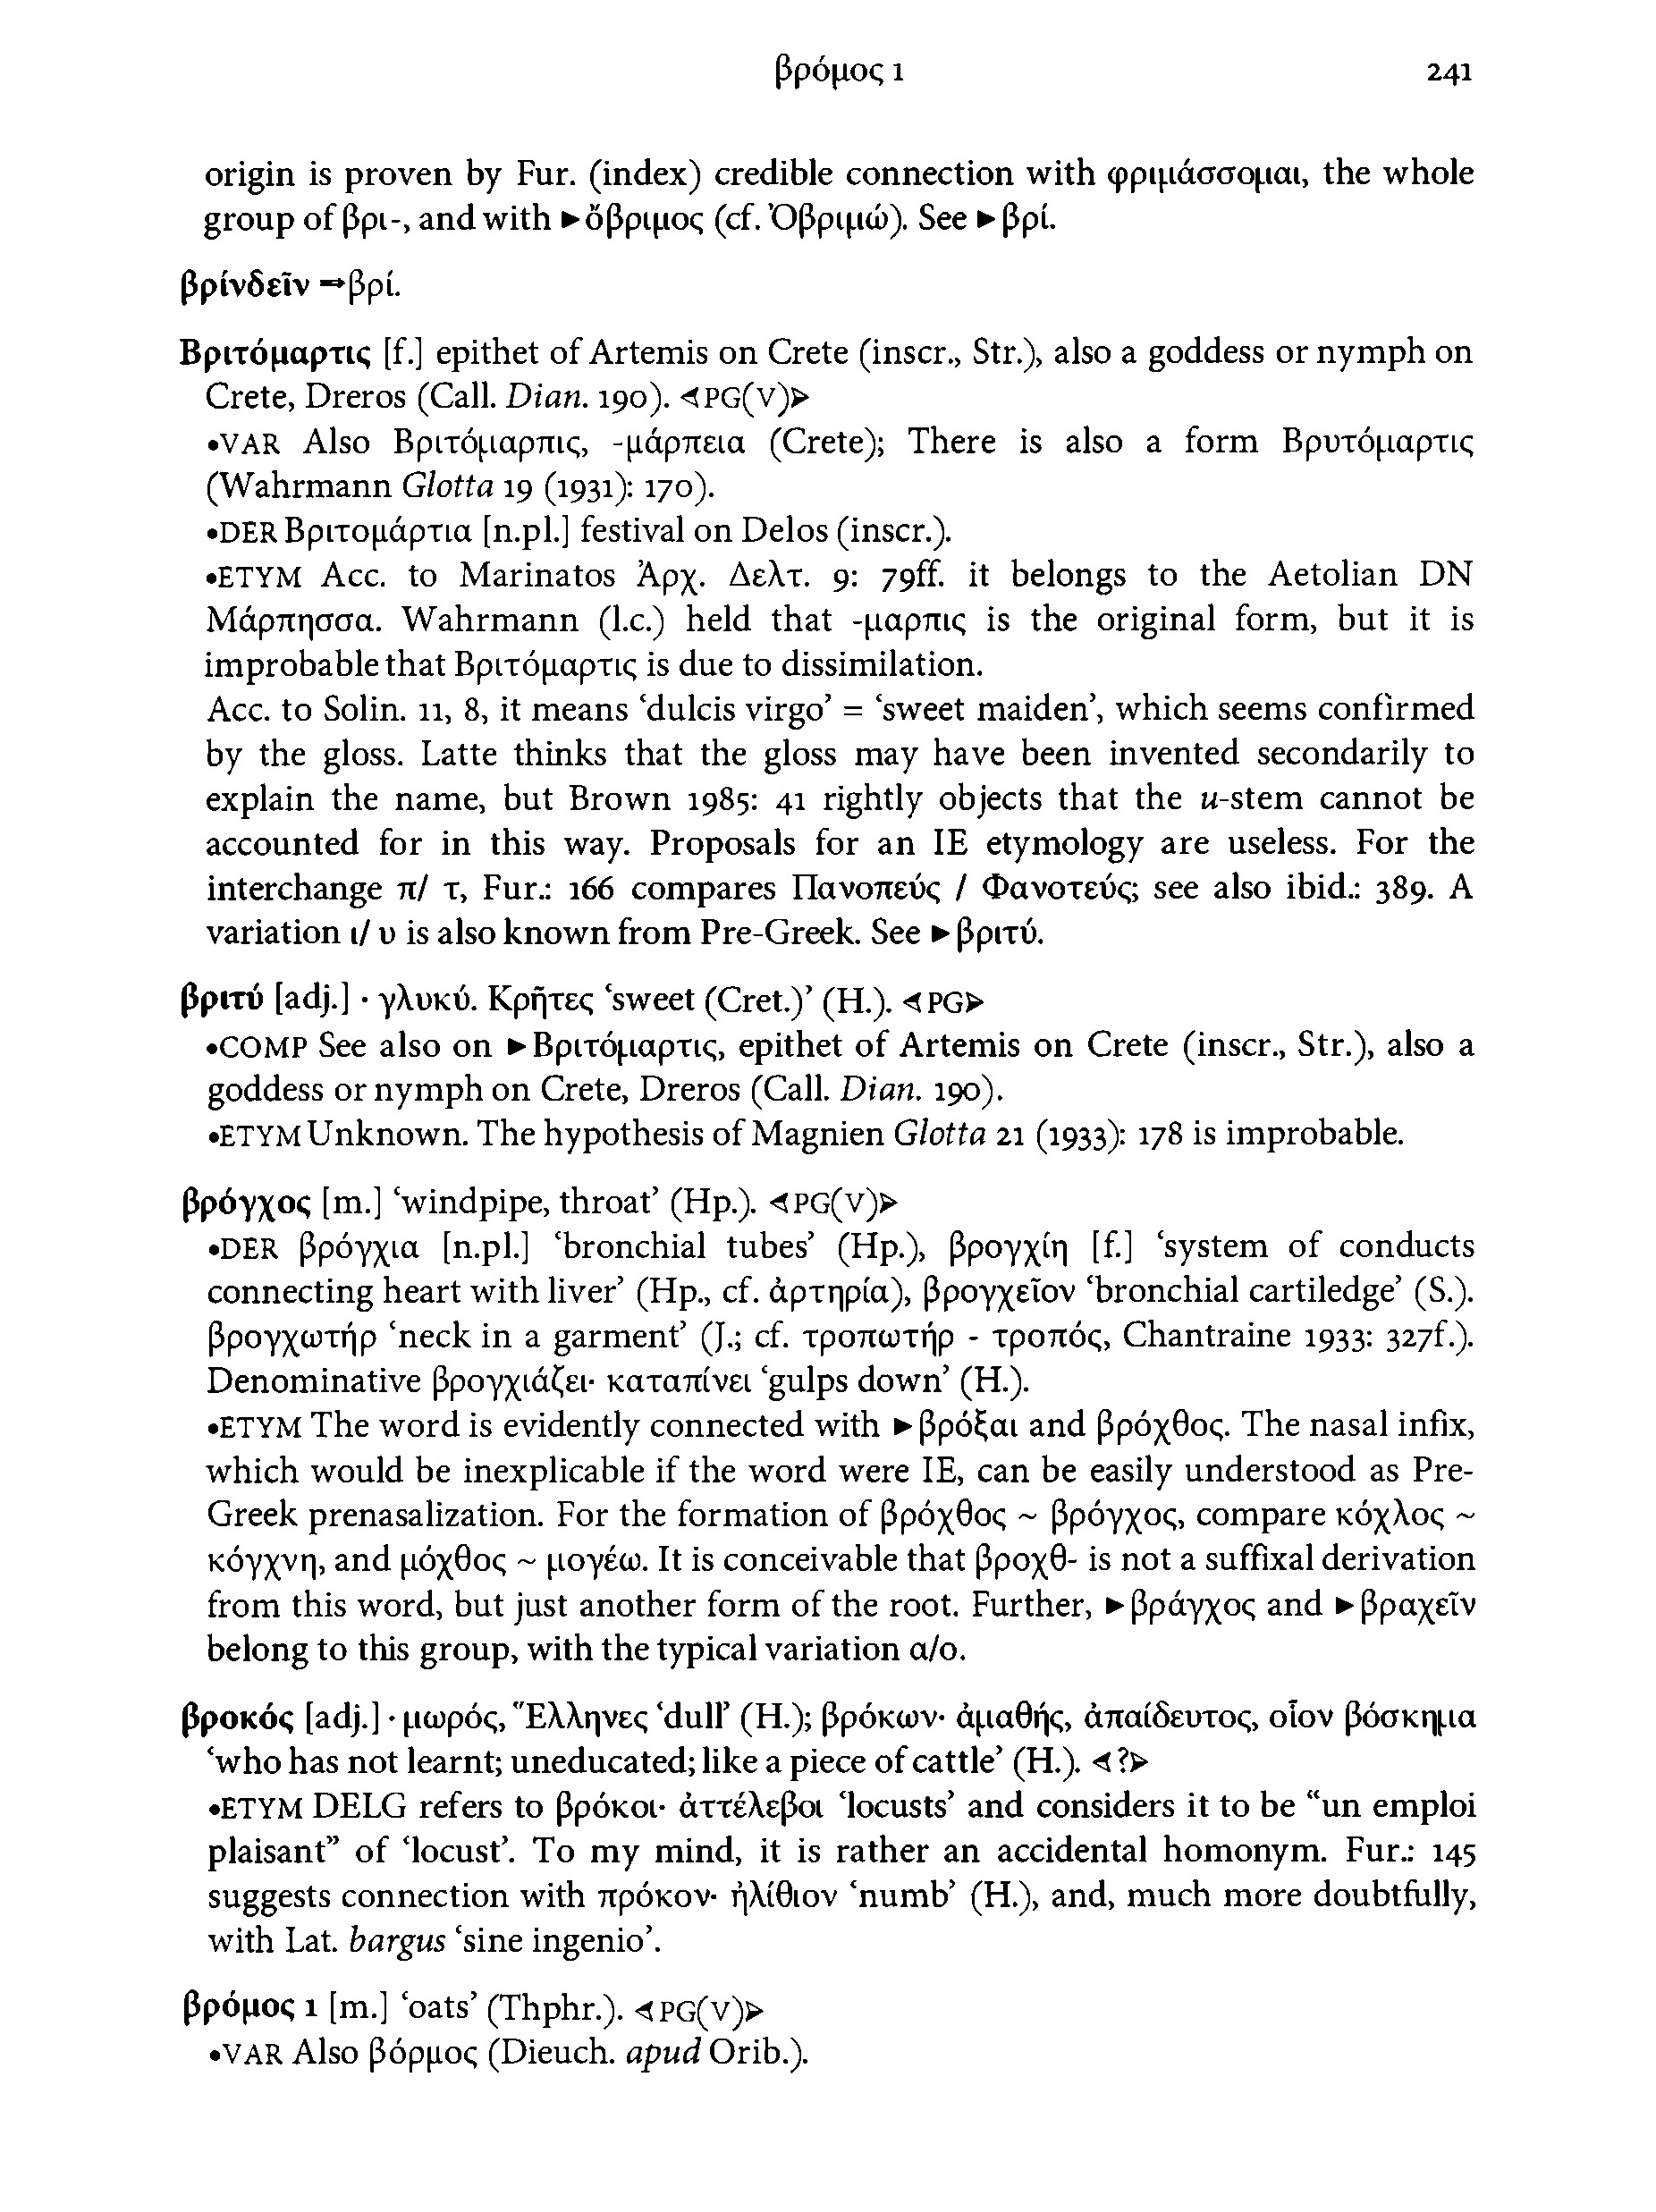 βρόμος 1 241
origin is proven by Fur. (index) credible connection with φριμάσσομαι, the whole
group of βρι-, and with ►ὄβριμος (cf. Ὀβριμώ). See ►βρί.
βρίνδεῖν ⇒βρί.
Βριτόμαρτις [f.] epithet of Artemis on Crete (inscr., Str.), also a goddess or nymph on
Crete, Dreros (Call. Dian. 190). ⋖PG(V)⋗
•VAR Also Βριτόμαρπις, -μάρπεια (Crete); There is also a form Βρυτόμαρτις
(Wahrmann Glotta 19 (1931): 170).
•DER Βριτομάρτια [n.pl.] festival on Delos (inscr.).
•ETYM Acc. to Marinatos Ἀρχ. Δελτ. 9: 79ff. it belongs to the Aetolian DN
Μάρπησσα. Wahrmann (l.c.) held that -μαρπις is the original form, but it is
improbable that Βριτόμαρτις is due to dissimilation.
Acc. to Solin. 11, 8, it means ‘dulcis virgo’ = ‘sweet maiden’, which seems confirmed
by the gloss. Latte thinks that the gloss may have been invented secondarily to
explain the name, but Brown 1985: 41 rightly objects that the u-stem cannot be
accounted for in this way. Proposals for an IE etymology are useless. For the
interchange π/ τ, Fur.: 166 compares Πανοπεύς / Φανοτεύς; see also ibid.: 389. A
variation ι/ υ is also known from Pre-Greek. See ►βριτύ.
βριτύ [adj.] · γλυκύ. Κρῆτες ‘sweet (Cret.)’ (H.). ⋖PG⋗
•COMP See also on ►Βριτόμαρτις, epithet of Artemis on Crete (inscr., Str.), also a
goddess or nymph on Crete, Dreros (Call. Dian. 190).
•ETYM Unknown. The hypothesis of Magnien Glotta 21 (1933): 178 is improbable.
βρόγχος [m.] ‘windpipe, throat’ (Hp.). ⋖PG(V)⋗
•DER βρόγχια [n.pl.] ‘bronchial tubes’ (Hp.), βρογχίη [f.] ‘system of conducts
connecting heart with liver’ (Hp., cf. ἀρτηρία), βρογχεῖον ‘bronchial cartiledge’ (S.).
βρογχωτήρ ‘neck in a garment’ (J.; cf. τροπωτήρ - τροπός, Chantraine 1933: 327f.).
Denominative βρογχιάζει· καταπίνει ‘gulps down’ (H.).
•ETYM The word is evidently connected with ►βρόξαι and βρόχθος. The nasal infix,
which would be inexplicable if the word were IE, can be easily understood as Pre-
Greek prenasalization. For the formation of βρόχθος ~ βρόγχος, compare κόχλος ~
κόγχνη, and μόχθος ~ μογέω. It is conceivable that βροχθ- is not a suffixal derivation
from this word, but just another form of the root. Further, ►βράγχος and ►βραχεῖν
belong to this group, with the typical variation α/ο.
βροκός [adj.] · μωρός, Ἕλληνες ‘dull’ (H.); βρόκων· ἀμαθής, ἀπαίδευτος, οἷον βόσκημα
‘who has not learnt; uneducated; like a piece of cattle’ (H.). ⋖?⋗
•ETYM DELG refers to βρόκοι· ἀττέλεβοι ‘locusts’ and considers it to be “un emploi
plaisant” of ‘locust’. To my mind, it is rather an accidental homonym. Fur.: 145
suggests connection with πρόκον· ἠλίθιον ‘numb’ (H.), and, much more doubtfully,
with Lat. bargus ‘sine ingenio’.
βρόμος 1 [m.] ‘oats’ (Thphr.). ⋖PG(V)⋗
•VAR Also βόρμος (Dieuch. apud Orib.).